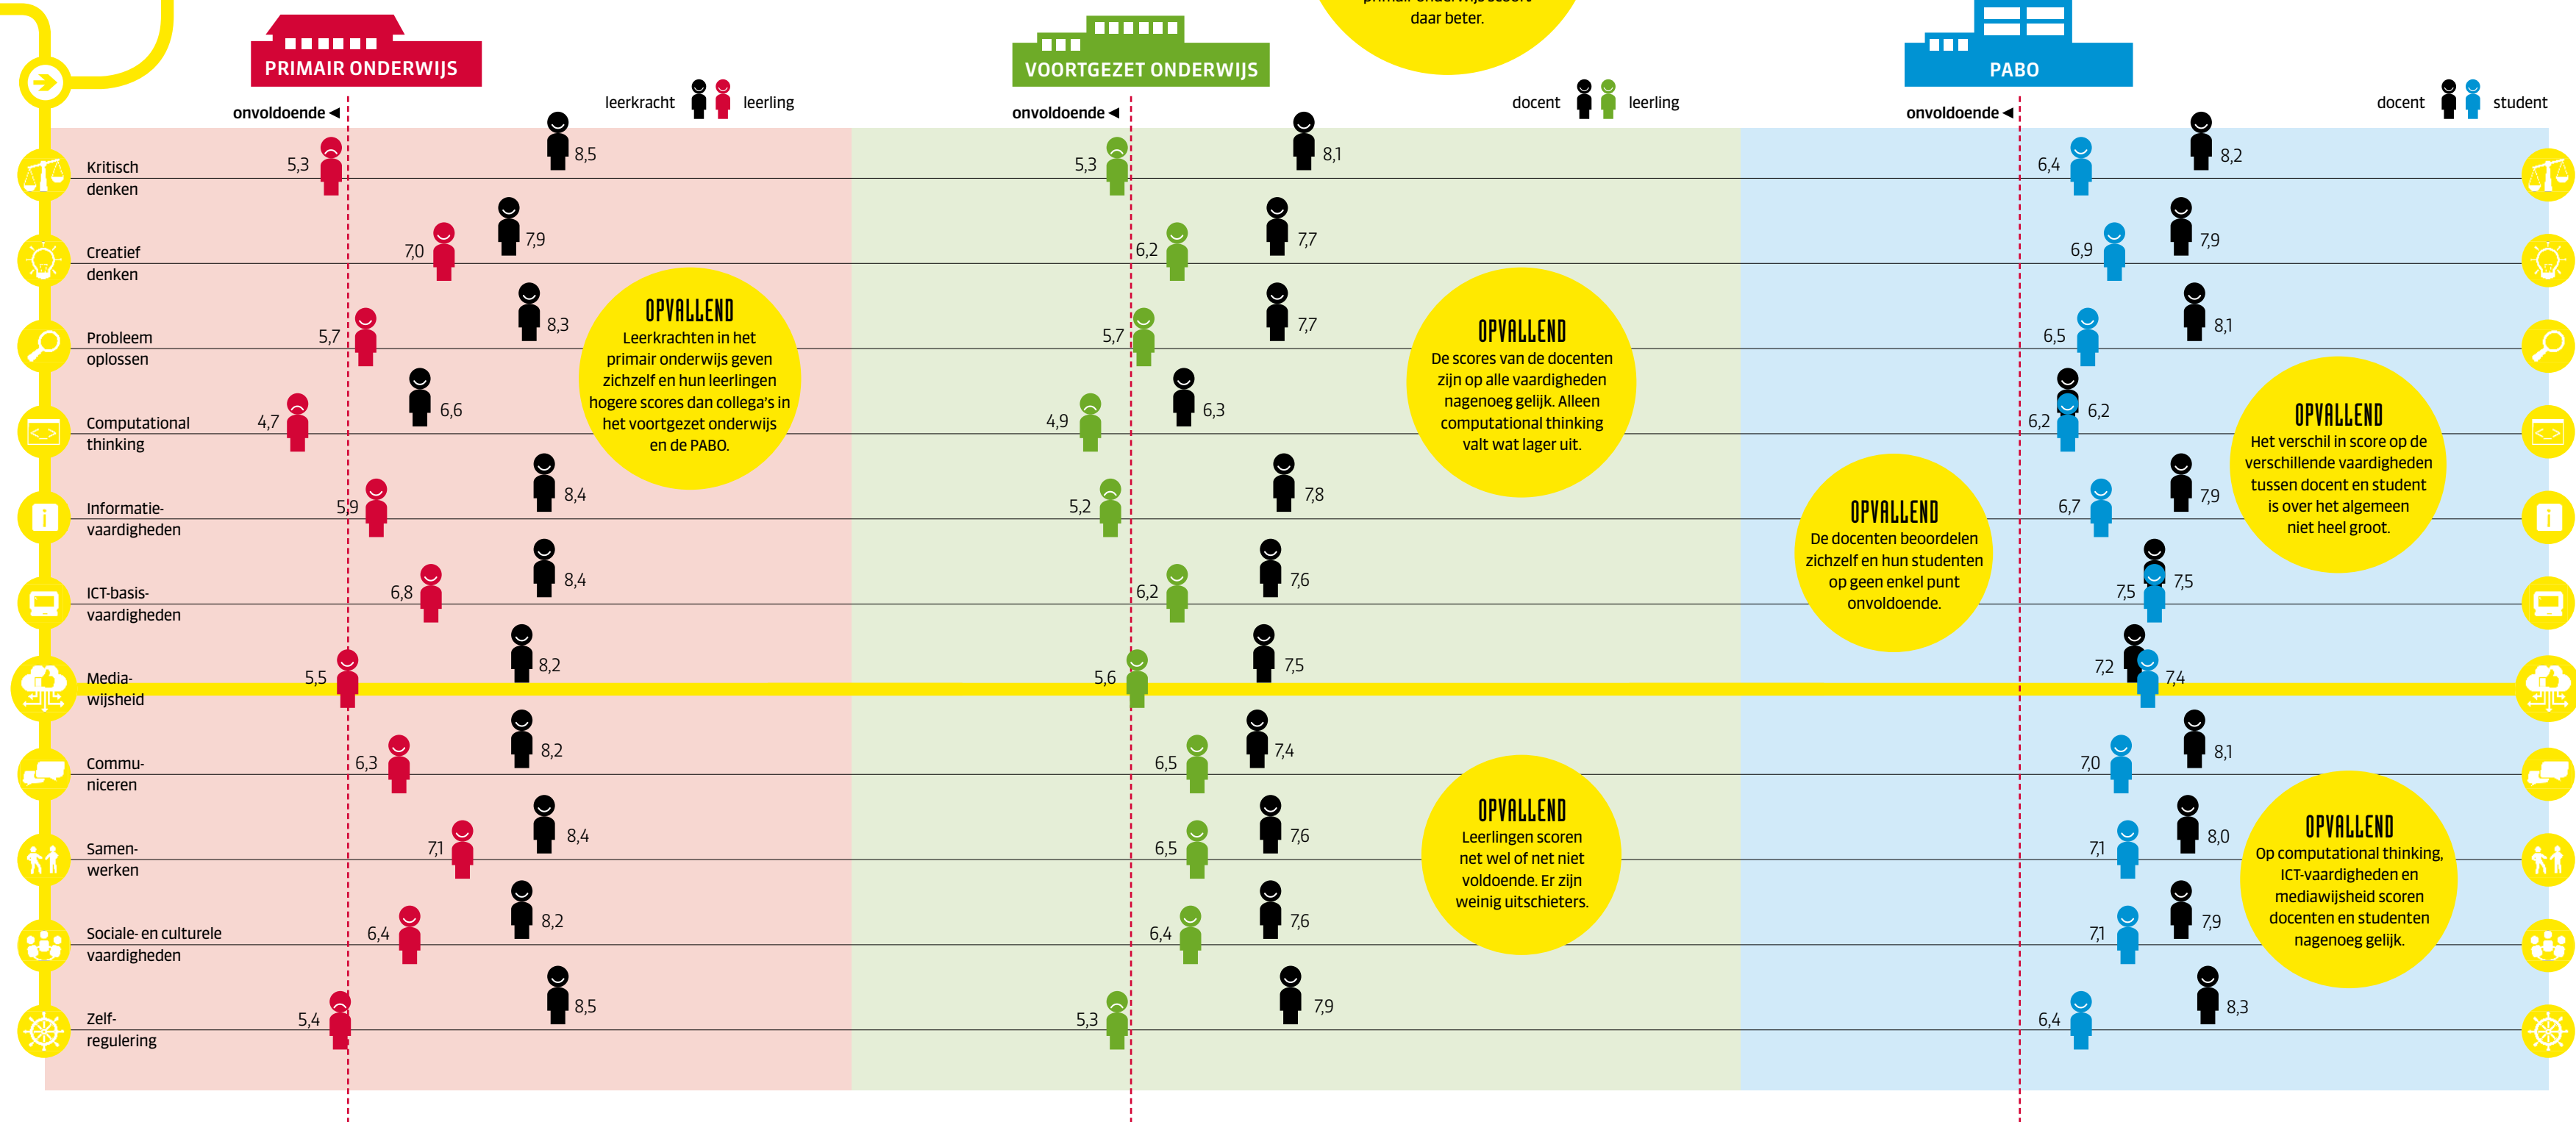 daar beter.
PRIMAIR ONDERWIJS
VOORTGEZET ONDERWIJS
PABO
leerkracht leerling
docent leerling
docent student
onvoldoende
onvoldoende
onvoldoende
Kritisch
denken
5,3 8,5 5,3 8,1 6,4 8,2
Creatief
denken
7,0 7,9 6,2 7,7 6,9 7,9
Probleem
oplossen
5,7 8,3 5,7 7,7 6,5 8,1
Computational
thinking
4,7 6,6 4,9 6,3 6,2 6,2
Informatie-
vaardigheden
5,9 8,4 5,2 7,8 6,7 7,9
ICT-basis-
vaardigheden
6,8 8,4 6,2 7,6 7,5 7,5
Media-
wijsheid
5,5 8,2 5,6 7,5 7,2 7,4
Commu-
niceren
6,3 8,2 6,5 7,4 7,0 8,1
Samen-
werken
7,1 8,4 6,5 7,6 7,1 8,0
Sociale- en culturele
vaardigheden
6,4 8,2 6,4 7,6 7,1 7,9
Zelf-
regulering
5,4 8,5 5,3 7,9 6,4 8,3
OPVALLEND
Leerkrachten in het
primair onderwijs geven
zichzelf en hun leerlingen
hogere scores dan collega's in
het voortgezet onderwijs
en de PABO.
OPVALLEND
De scores van de docenten
zijn op alle vaardigheden
nagenoeg gelijk. Alleen
computational thinking
valt wat lager uit.
OPVALLEND
Leerlingen scoren
net wel of net niet
voldoende. Er zijn
weinig uitschieters.
OPVALLEND
De docenten beoordelen
zichzelf en hun studenten
op geen enkel punt
onvoldoende.
OPVALLEND
Het verschil in score op de
verschillende vaardigheden
tussen docent en student
is over het algemeen
niet heel groot.
OPVALLEND
Op computational thinking,
ICT-vaardigheden en
mediawijsheid scoren
docenten en studenten
nagenoeg gelijk.